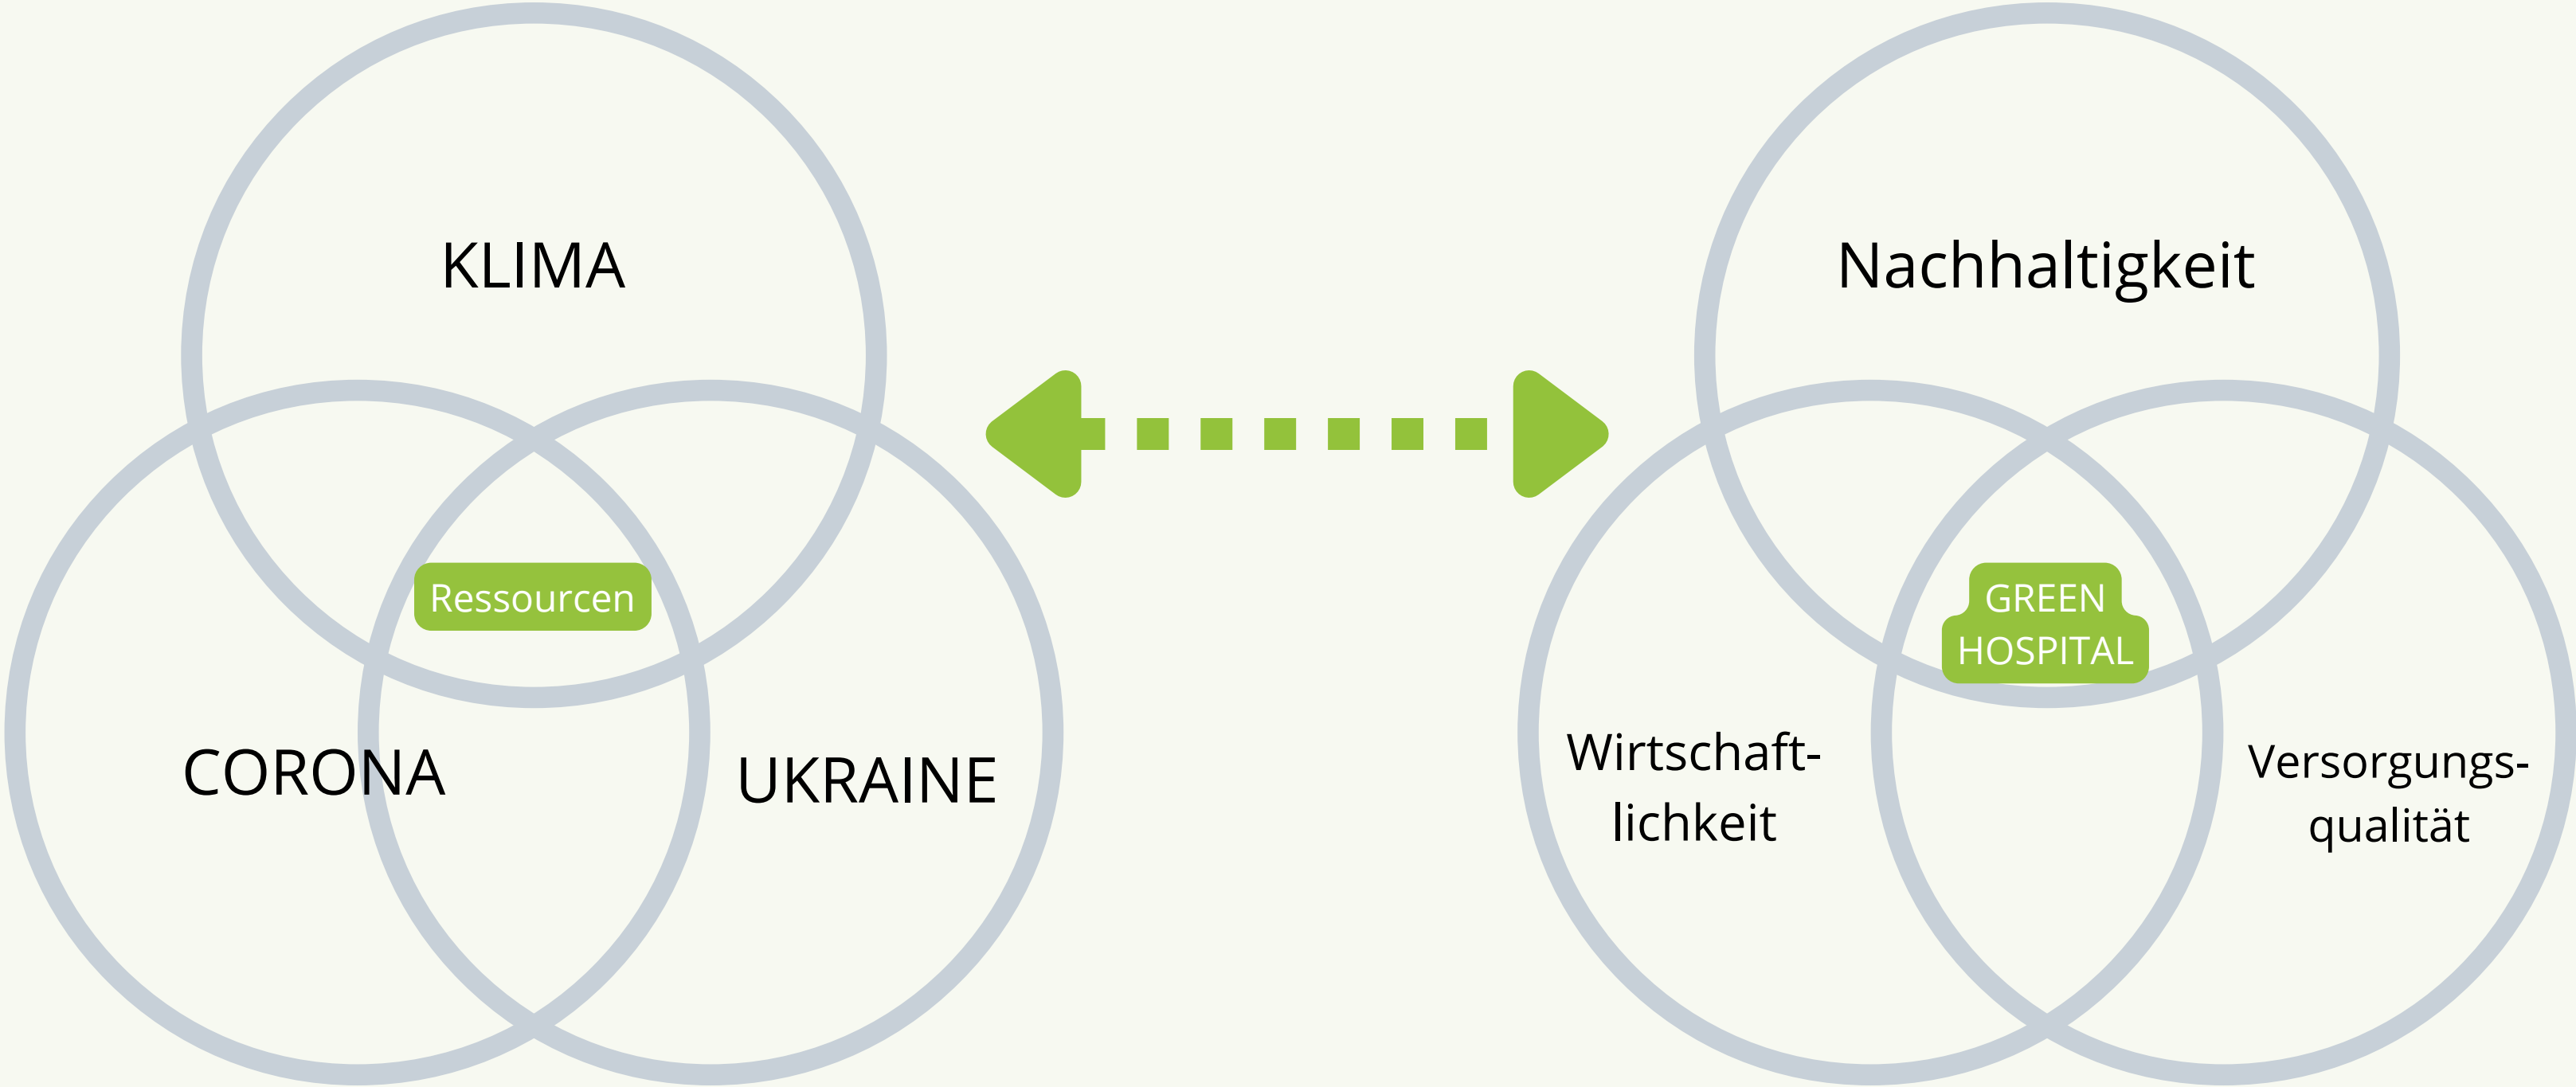 KLIMA
Ressourcen
CORONA
UKRAINE
Nachhaltigkeit
GREEN
HOSPITAL
Wirtschaft-
lichkeit
Versorgungs-
qualität